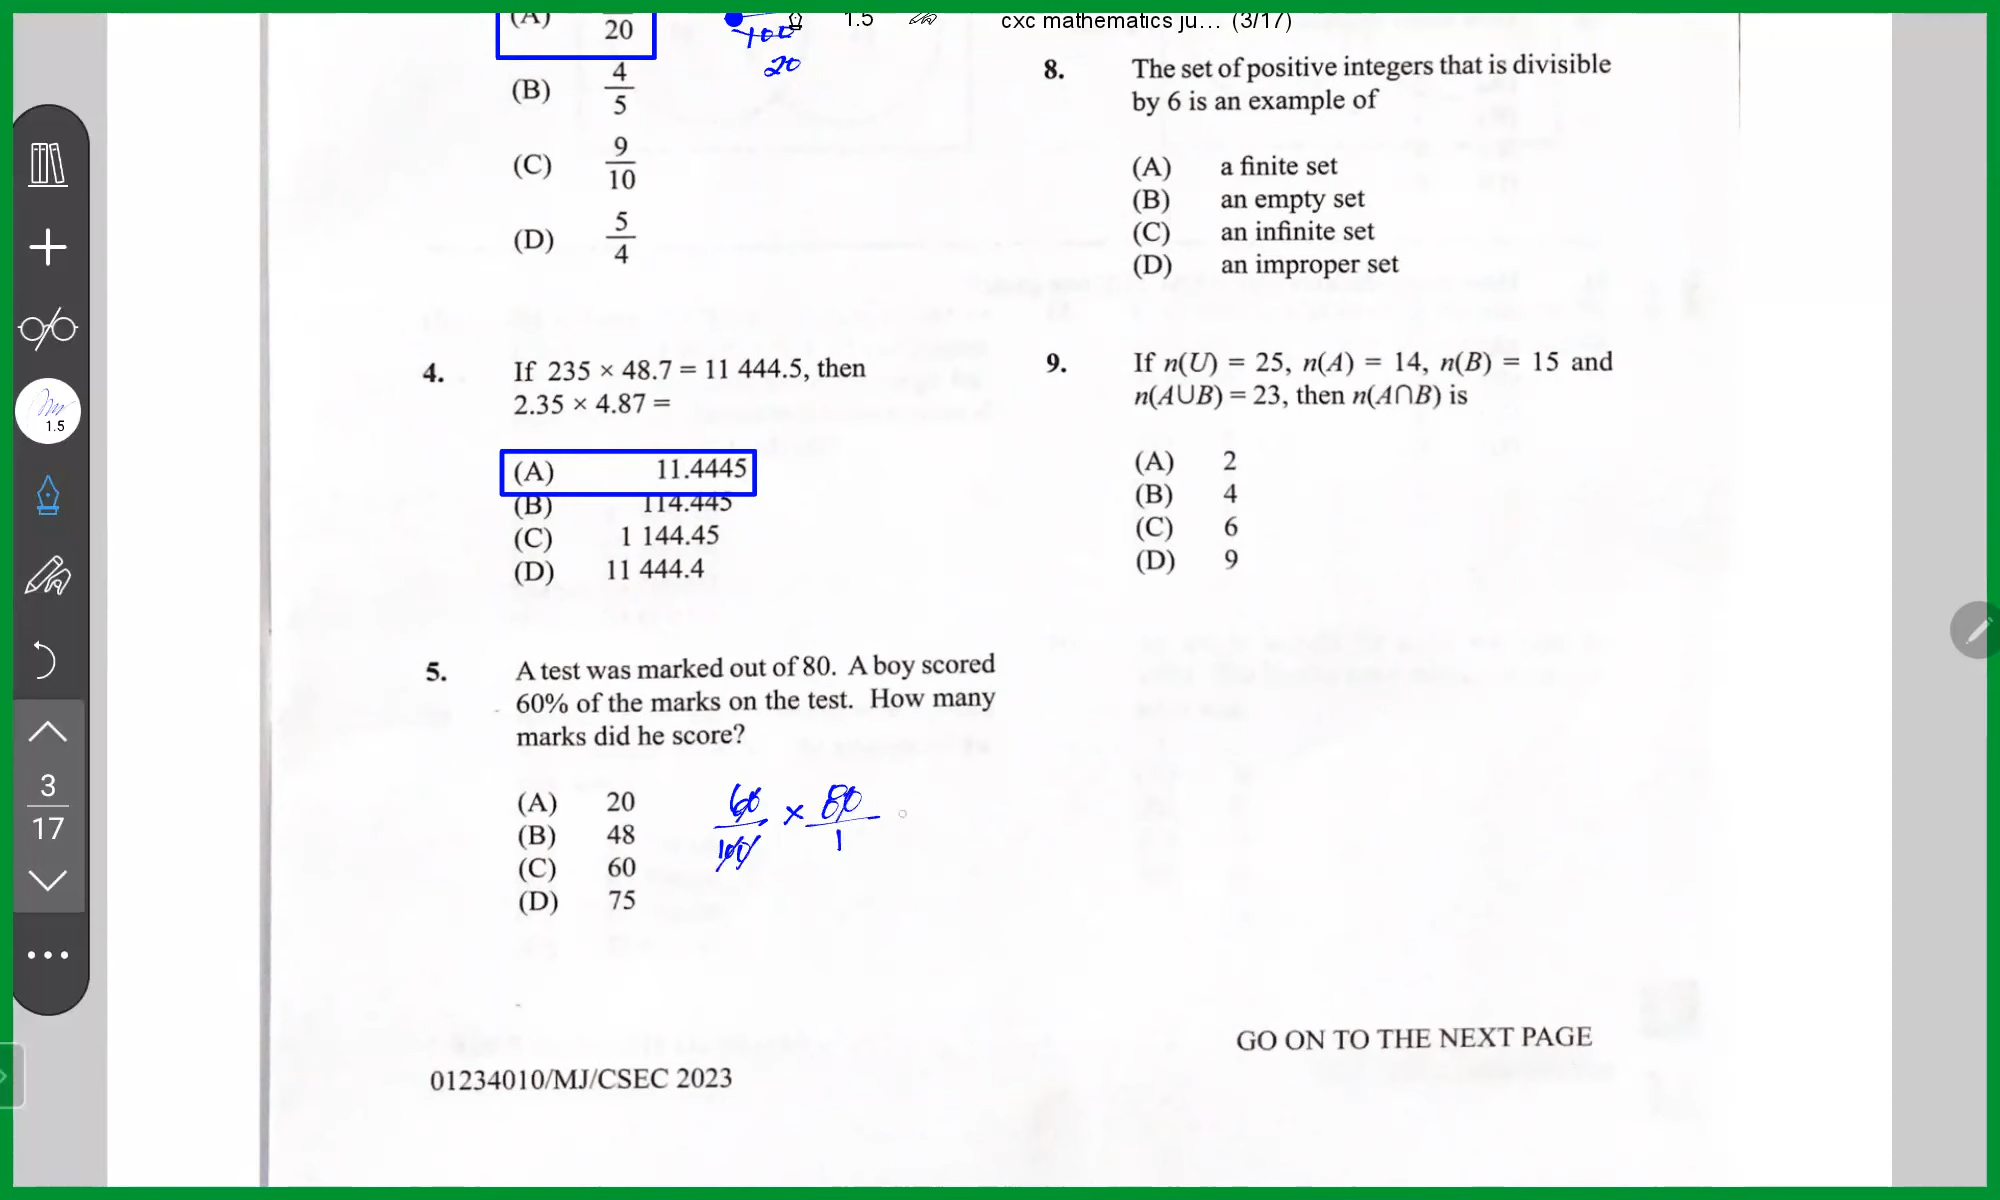 (A) 20
100
20
1.5
cxc mathematics ju... (3/17)
(B) 4/5
(C) 9/10
(D) 5/4
4. If 235 × 48.7 = 11 444.5, then
2.35 × 4.87 =
(A) 11.4445
(B) 114.445
(C) 1 144.45
(D) 11 444.4
5. A test was marked out of 80. A boy scored
60% of the marks on the test. How many
marks did he score?
(A) 20
(B) 48
(C) 60
(D) 75
60/100 × 80/1
01234010/MJ/CSEC 2023
8. The set of positive integers that is divisible
by 6 is an example of
(A) a finite set
(B) an empty set
(C) an infinite set
(D) an improper set
9. If n(U) = 25, n(A) = 14, n(B) = 15 and
n(A∪B) = 23, then n(A∩B) is
(A) 2
(B) 4
(C) 6
(D) 9
GO ON TO THE NEXT PAGE
1.5
3
17